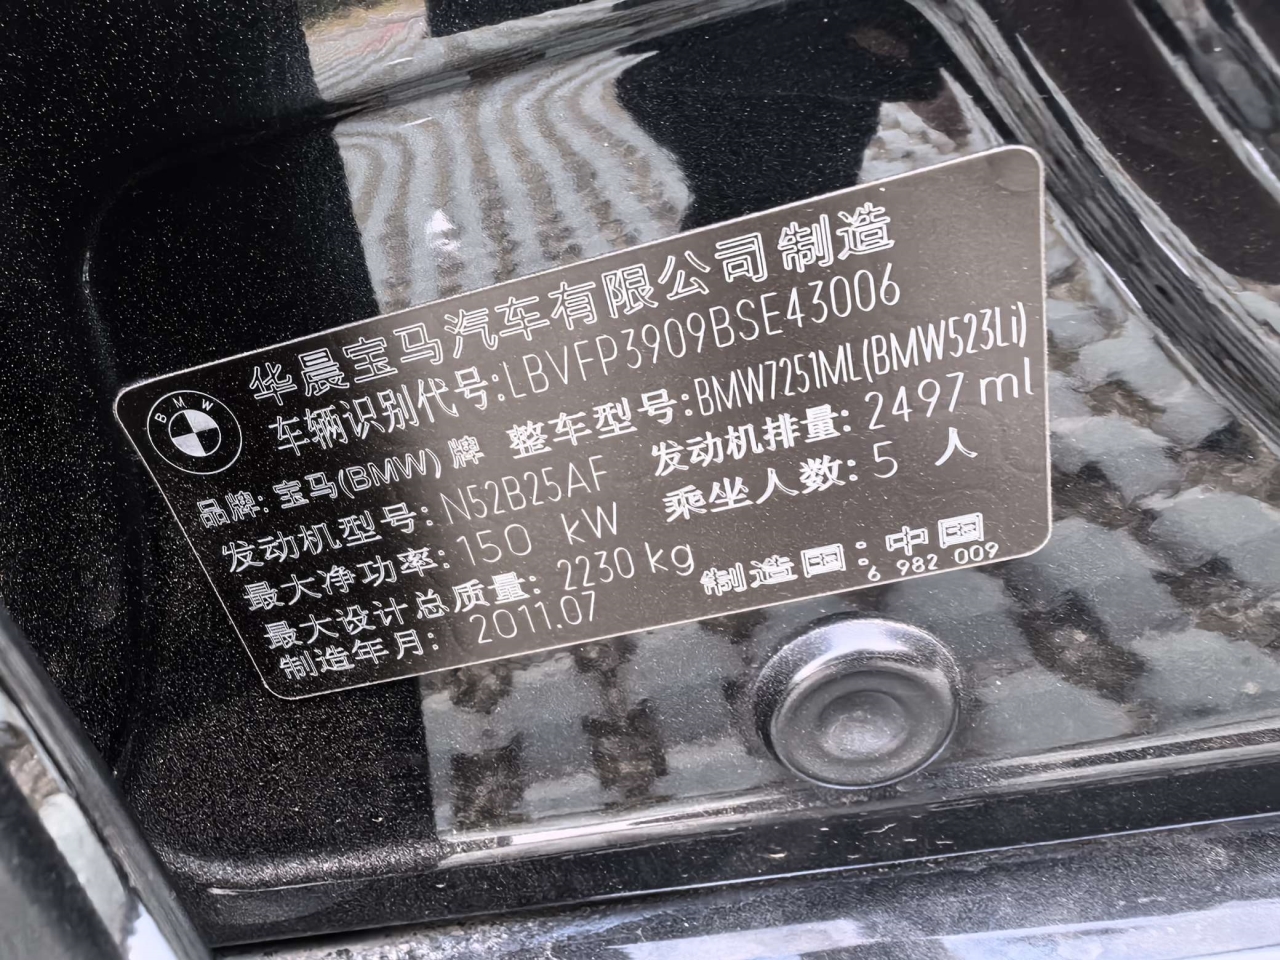 BMW
华晨宝马汽车有限公司 制造
车辆识别代号:LBVFP3909BSE43006
品牌: 宝马(BMW) 牌 整车型号:BMW7251ML(BMW523Li)
发动机型号: N52B25AF 发动机排量: 2497 ml
最大净功率: 150 kW 乘坐人数: 5 人
最大设计总质量: 2230 kg
制造年月: 2011.07 制造国: 中国
6 982 009